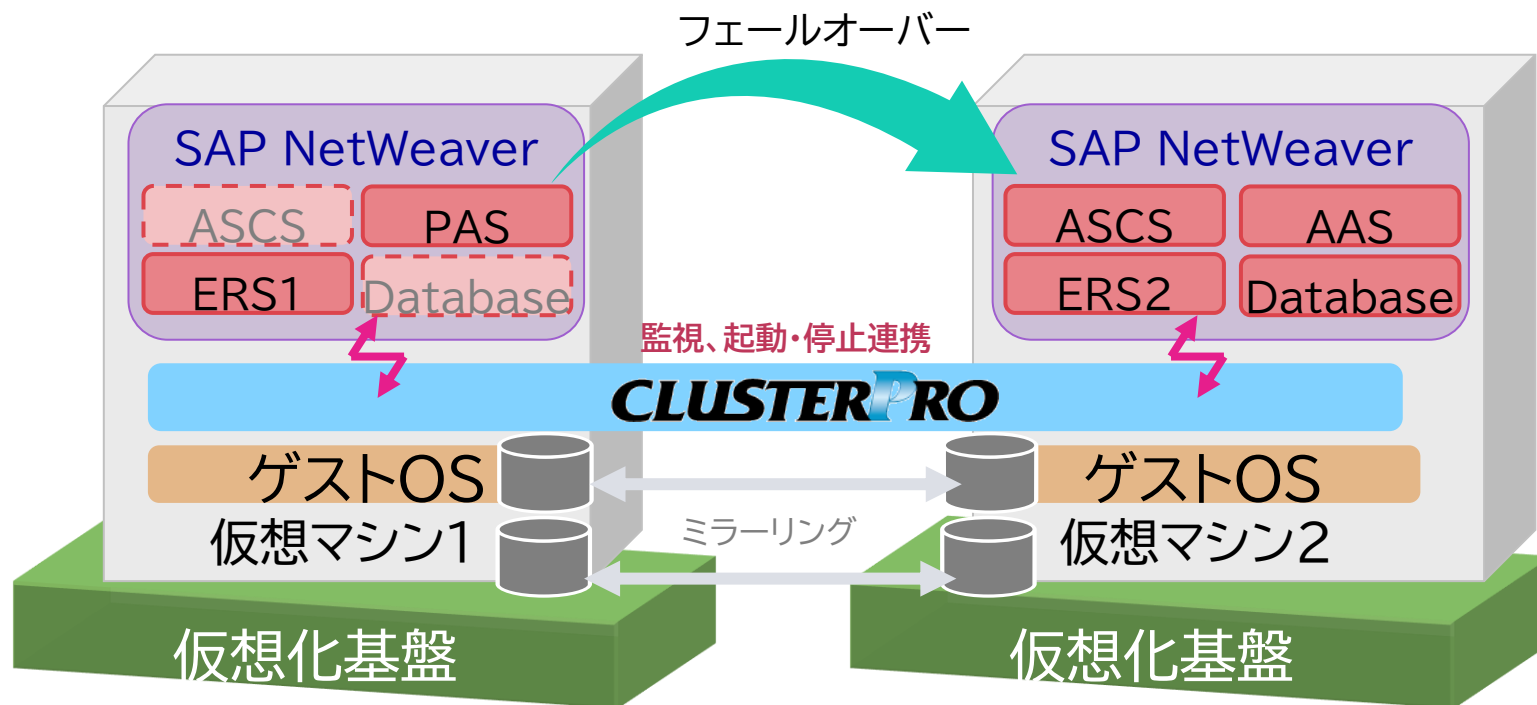 フェールオーバー
SAP NetWeaver
ASCS
PAS
ERS1
Database
SAP NetWeaver
ASCS
AAS
ERS2
Database
監視、起動・停止連携
CLUSTERPRO
ゲストOS
ゲストOS
仮想マシン1
ミラーリング
仮想マシン2
仮想化基盤
仮想化基盤